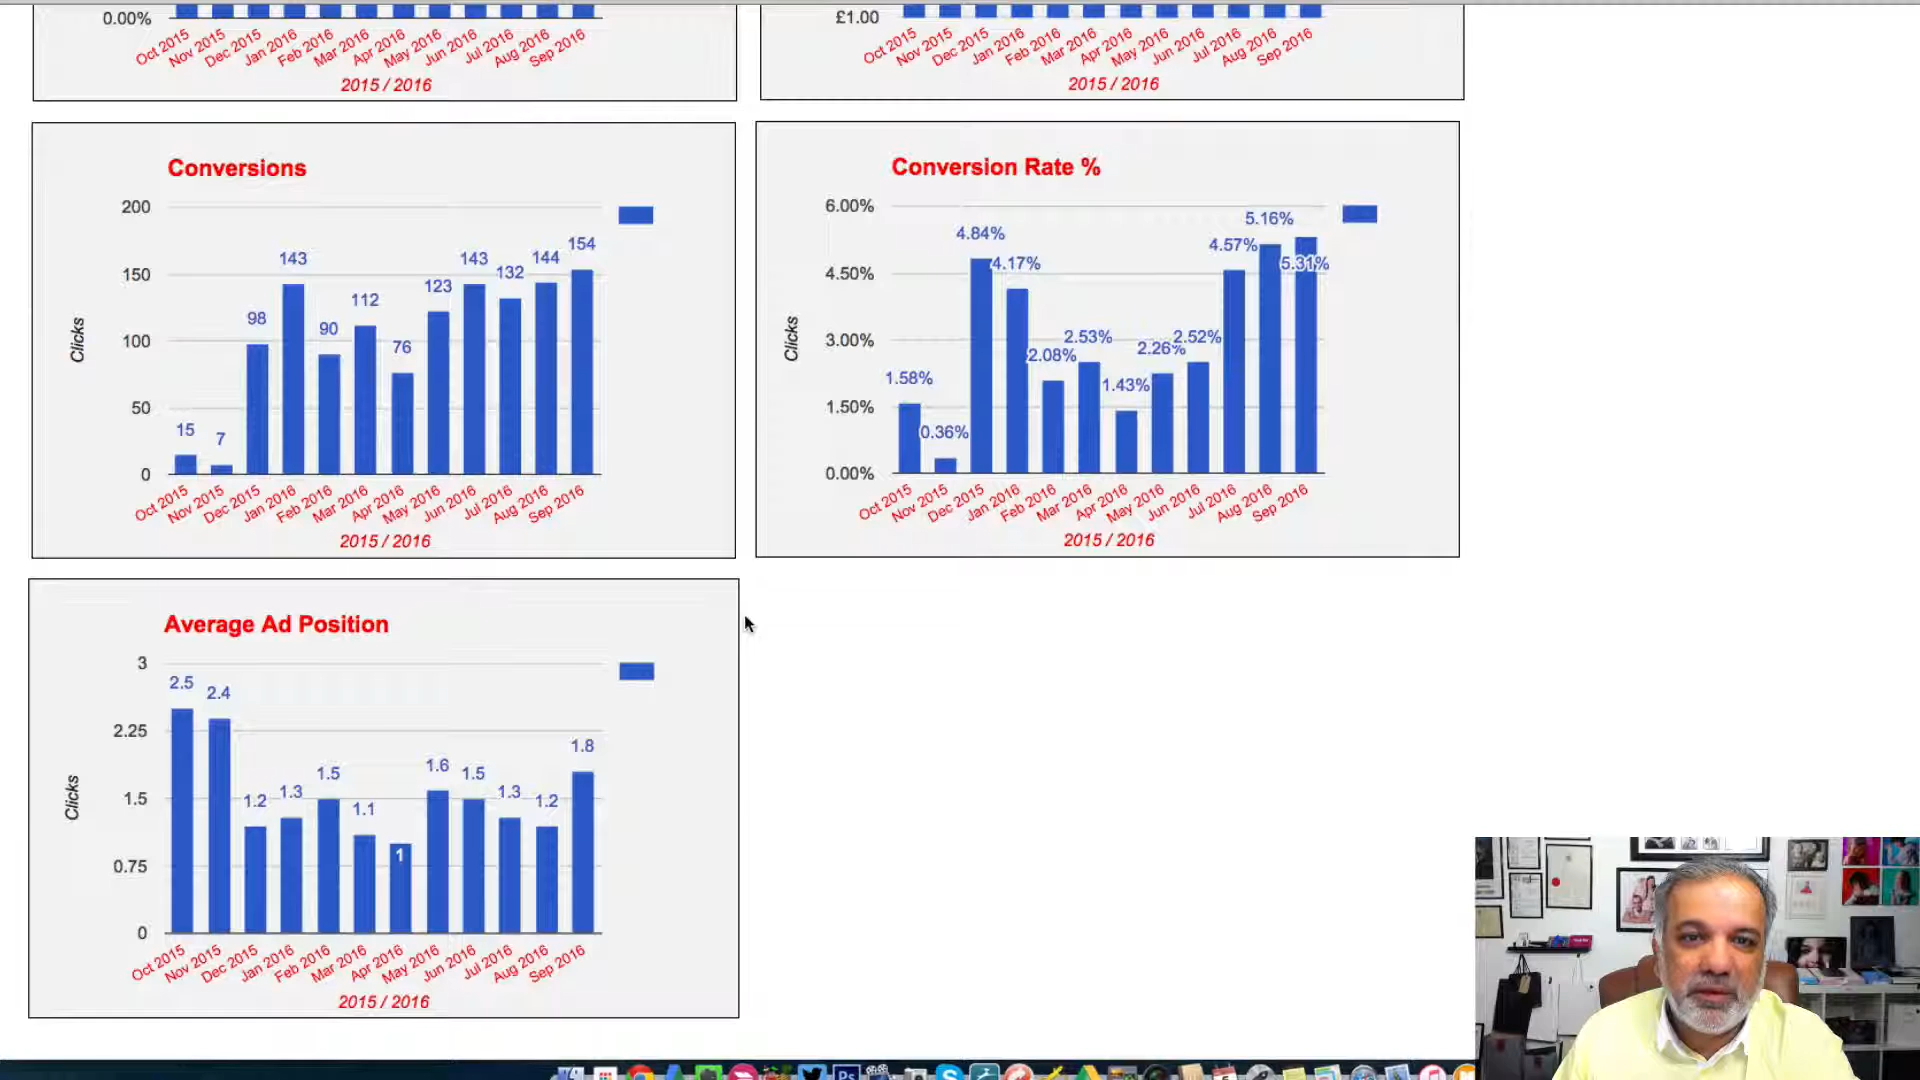 0.00%
Oct 2015 Nov 2015 Dec 2015 Jan 2016 Feb 2016 Mar 2016 Apr 2016 May 2016 Jun 2016 Jul 2016 Aug 2016 Sep 2016
2015 / 2016
£1.00
Oct 2015 Nov 2015 Dec 2015 Jan 2016 Feb 2016 Mar 2016 Apr 2016 May 2016 Jun 2016 Jul 2016 Aug 2016 Sep 2016
2015 / 2016
Conversions
Clicks
200
150
100
50
0
15 7 98 143 90 112 76 123 143 132 144 154
Oct 2015 Nov 2015 Dec 2015 Jan 2016 Feb 2016 Mar 2016 Apr 2016 May 2016 Jun 2016 Jul 2016 Aug 2016 Sep 2016
2015 / 2016
Conversion Rate %
Clicks
6.00%
4.50%
3.00%
1.50%
0.00%
1.58% 0.36% 4.84% 4.17% 2.08% 2.53% 1.43% 2.26% 2.52% 4.57% 5.16% 5.31%
Oct 2015 Nov 2015 Dec 2015 Jan 2016 Feb 2016 Mar 2016 Apr 2016 May 2016 Jun 2016 Jul 2016 Aug 2016 Sep 2016
2015 / 2016
Average Ad Position
Clicks
3
2.25
1.5
0.75
0
2.5 2.4 1.2 1.3 1.5 1.1 1 1.6 1.5 1.3 1.2 1.8
Oct 2015 Nov 2015 Dec 2015 Jan 2016 Feb 2016 Mar 2016 Apr 2016 May 2016 Jun 2016 Jul 2016 Aug 2016 Sep 2016
2015 / 2016
Ps